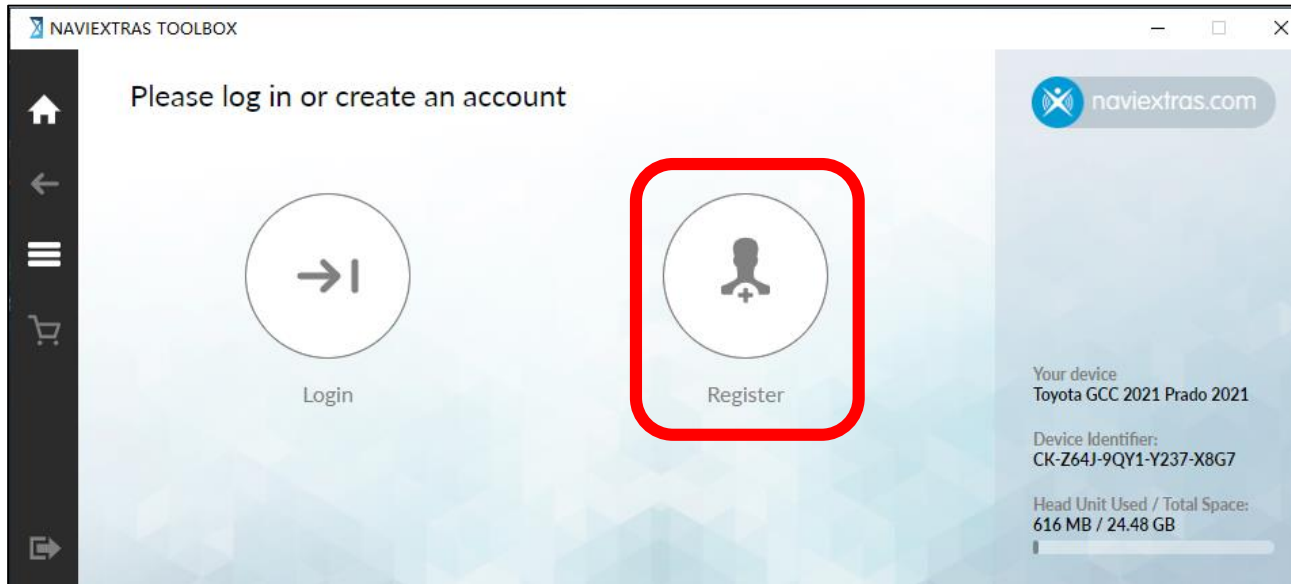 NAVIEXTRAS TOOLBOX
Please log in or create an account
naviextras.com
Login
Register
Your device
Toyota GCC 2021 Prado 2021
Device Identifier:
CK-Z64J-9QY1-Y237-X8G7
Head Unit Used / Total Space:
616 MB / 24.48 GB